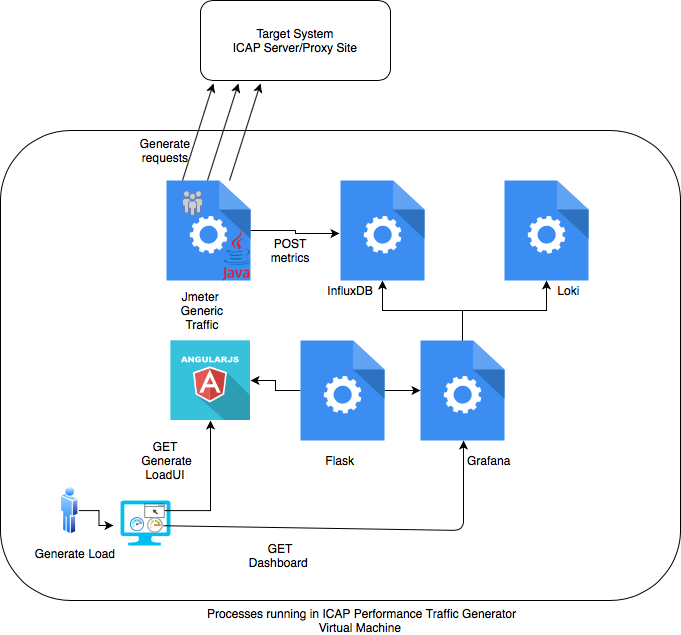 Target System
ICAP Server/Proxy Site
Generate
requests
POST
metrics
Java
InfluxDB
Loki
Jmeter
Generic
Traffic
ANGULARJS
A
Flask
Grafana
GET
Generate
LoadUI
Generate Load
GET
Dashboard
Processes running in ICAP Performance Traffic Generator
Virtual Machine